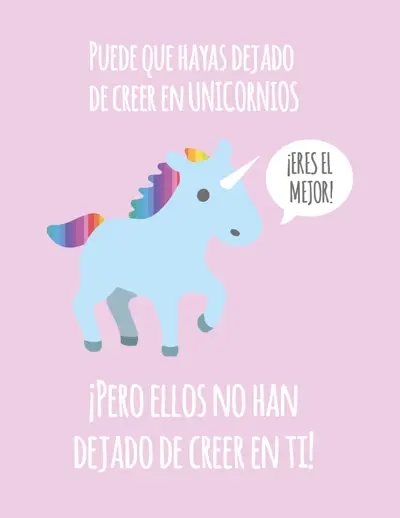 Puede que hayas dejado
de creer en UNICORNIOS
¡ERES EL
MEJOR!
¡Pero ellos no han
dejado de creer en ti!